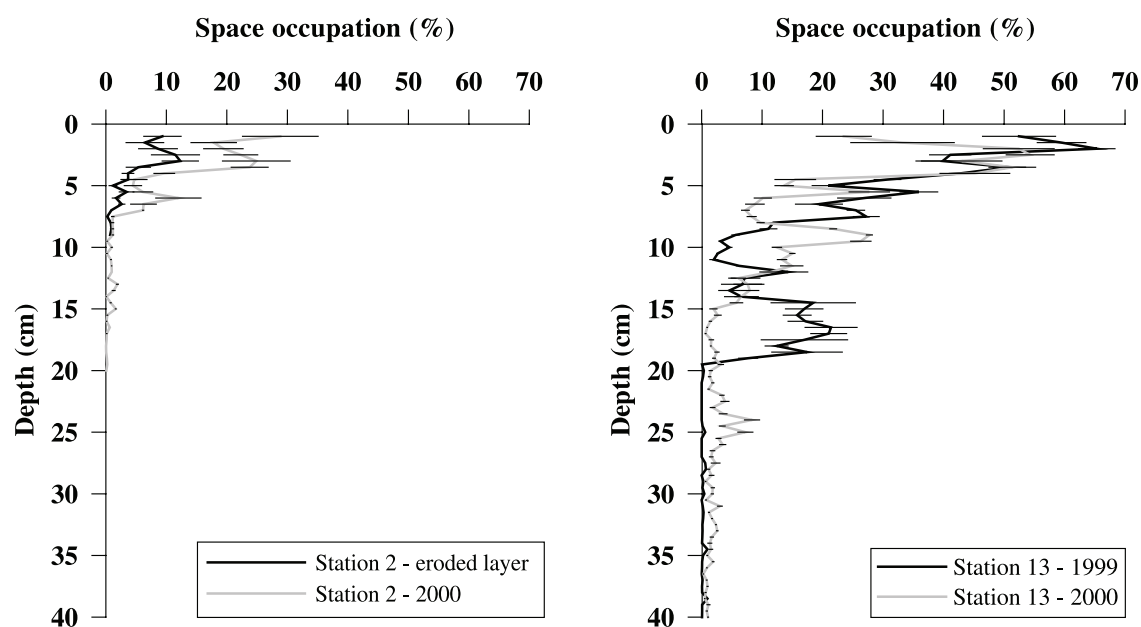 Space occupation (%)
0 10 20 30 40 50 60 70
0
5
10
15
20
25
30
35
40
Depth (cm)
Station 2 - eroded layer
Station 2 - 2000
Space occupation (%)
0 10 20 30 40 50 60 70
0
5
10
15
20
25
30
35
40
Depth (cm)
Station 13 - 1999
Station 13 - 2000